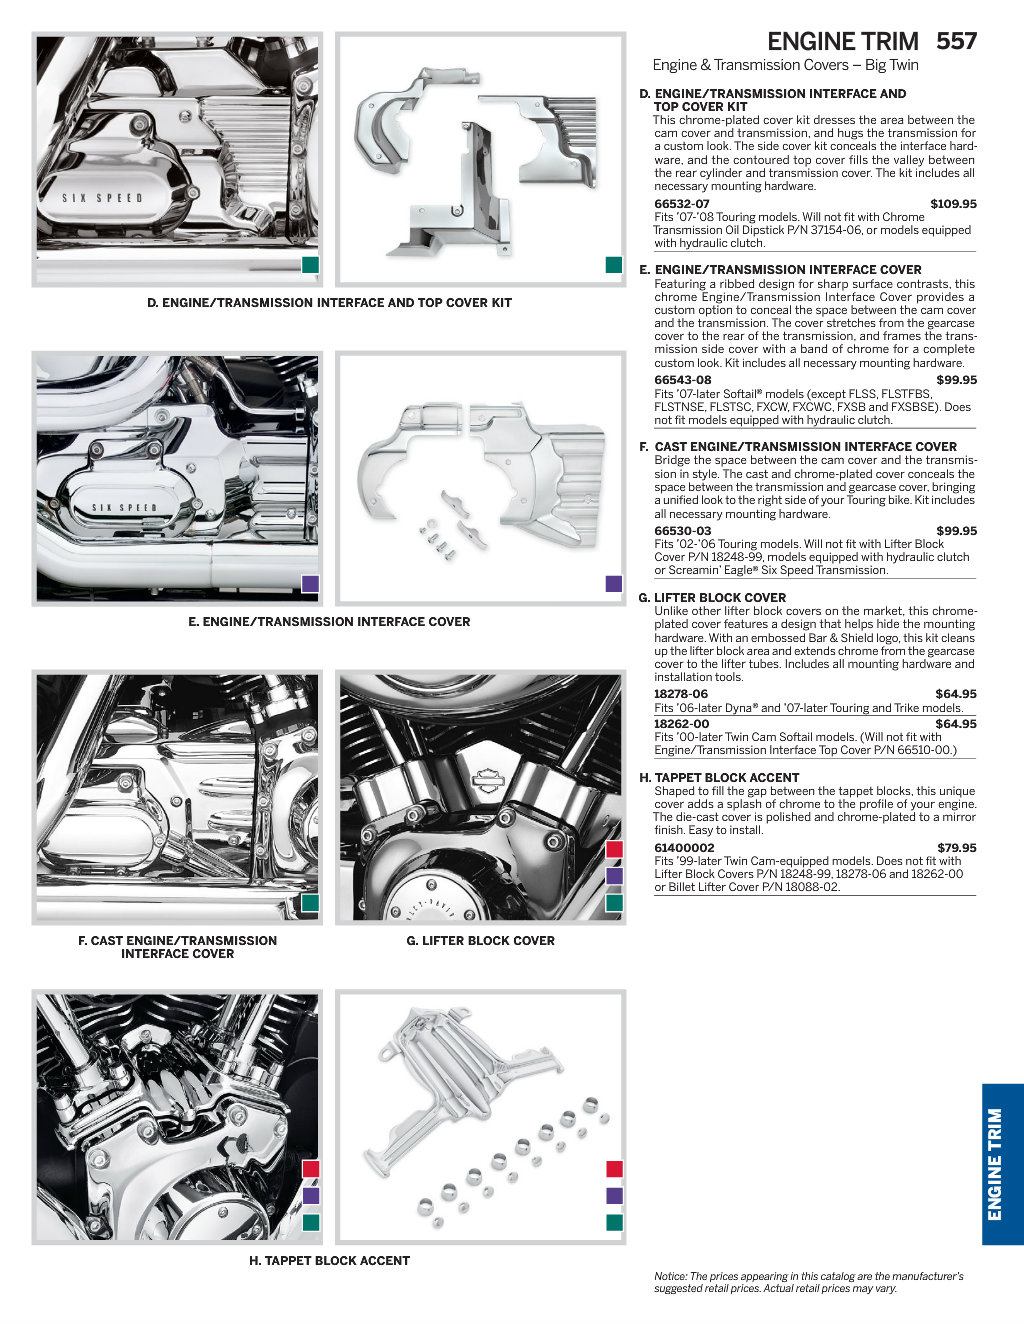 ENGINE TRIM 557
Engine & Transmission Covers – Big Twin
SIX SPEED
D. ENGINE/TRANSMISSION INTERFACE AND TOP COVER KIT
SIX SPEED
E. ENGINE/TRANSMISSION INTERFACE COVER
F. CAST ENGINE/TRANSMISSION
INTERFACE COVER
G. LIFTER BLOCK COVER
H. TAPPET BLOCK ACCENT
D. ENGINE/TRANSMISSION INTERFACE AND
TOP COVER KIT
This chrome-plated cover kit dresses the area between the
cam cover and transmission, and hugs the transmission for
a custom look. The side cover kit conceals the interface hard-
ware, and the contoured top cover fills the valley between
the rear cylinder and transmission cover. The kit includes all
necessary mounting hardware.
66532-07 $109.95
Fits ’07-’08 Touring models. Will not fit with Chrome
Transmission Oil Dipstick P/N 37154-06, or models equipped
with hydraulic clutch.
E. ENGINE/TRANSMISSION INTERFACE COVER
Featuring a ribbed design for sharp surface contrasts, this
chrome Engine/Transmission Interface Cover provides a
custom option to conceal the space between the cam cover
and the transmission. The cover stretches from the gearcase
cover to the rear of the transmission, and frames the trans-
mission side cover with a band of chrome for a complete
custom look. Kit includes all necessary mounting hardware.
66543-08 $99.95
Fits ’07-later Softail® models (except FLSS, FLSTFBS,
FLSTNSE, FLSTSC, FXCW, FXCWC, FXSB and FXSBSE). Does
not fit models equipped with hydraulic clutch.
F. CAST ENGINE/TRANSMISSION INTERFACE COVER
Bridge the space between the cam cover and the transmis-
sion in style. The cast and chrome-plated cover conceals the
space between the transmission and gearcase cover, bringing
a unified look to the right side of your Touring bike. Kit includes
all necessary mounting hardware.
66530-03 $99.95
Fits ’02-’06 Touring models. Will not fit with Lifter Block
Cover P/N 18248-99, models equipped with hydraulic clutch
or Screamin’ Eagle® Six Speed Transmission.
G. LIFTER BLOCK COVER
Unlike other lifter block covers on the market, this chrome-
plated cover features a design that helps hide the mounting
hardware. With an embossed Bar & Shield logo, this kit cleans
up the lifter block area and extends chrome from the gearcase
cover to the lifter tubes. Includes all mounting hardware and
installation tools.
18278-06 $64.95
Fits ’06-later Dyna® and ’07-later Touring and Trike models.
18262-00 $64.95
Fits ’00-later Twin Cam Softail models. (Will not fit with
Engine/Transmission Interface Top Cover P/N 66510-00.)
H. TAPPET BLOCK ACCENT
Shaped to fill the gap between the tappet blocks, this unique
cover adds a splash of chrome to the profile of your engine.
The die-cast cover is polished and chrome-plated to a mirror
finish. Easy to install.
61400002 $79.95
Fits ’99-later Twin Cam-equipped models. Does not fit with
Lifter Block Covers P/N 18248-99, 18278-06 and 18262-00
or Billet Lifter Cover P/N 18088-02.
ENGINE TRIM
Notice: The prices appearing in this catalog are the manufacturer’s
suggested retail prices. Actual retail prices may vary.